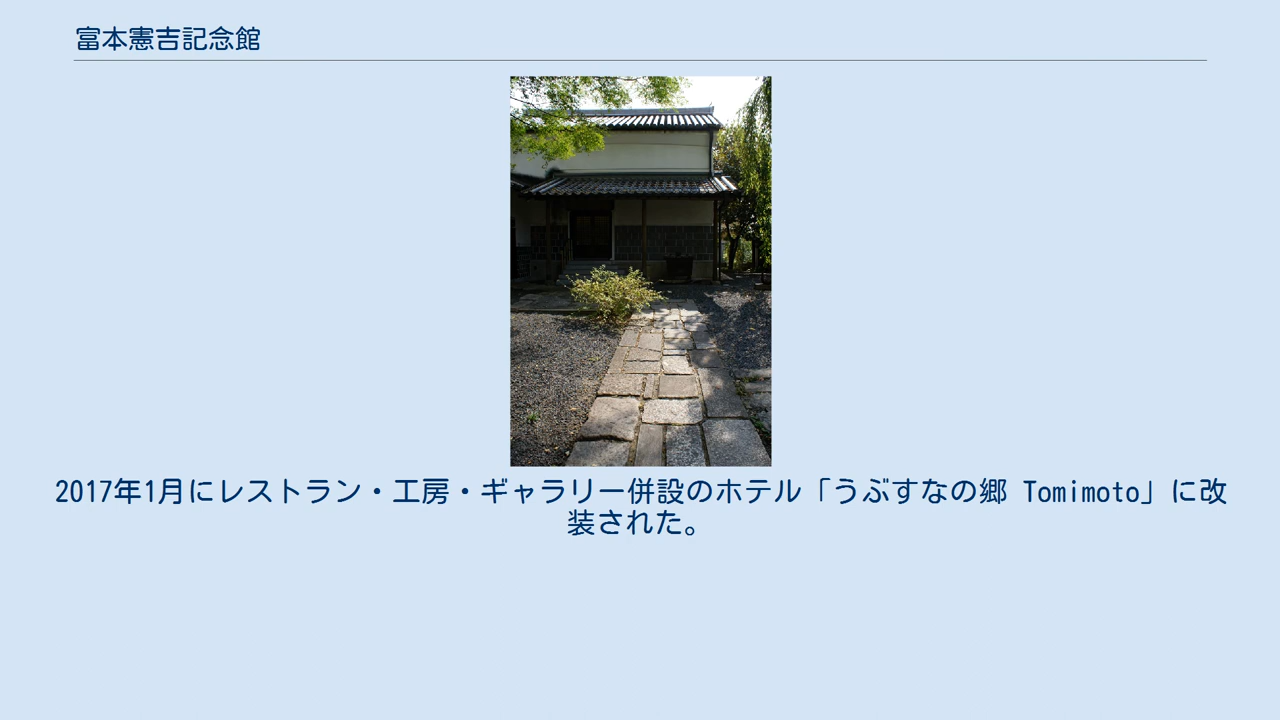 富本憲吉記念館
2017年1月にレストラン・工房・ギャラリー併設のホテル「うぶすなの郷 Tomimoto」に改
装された。